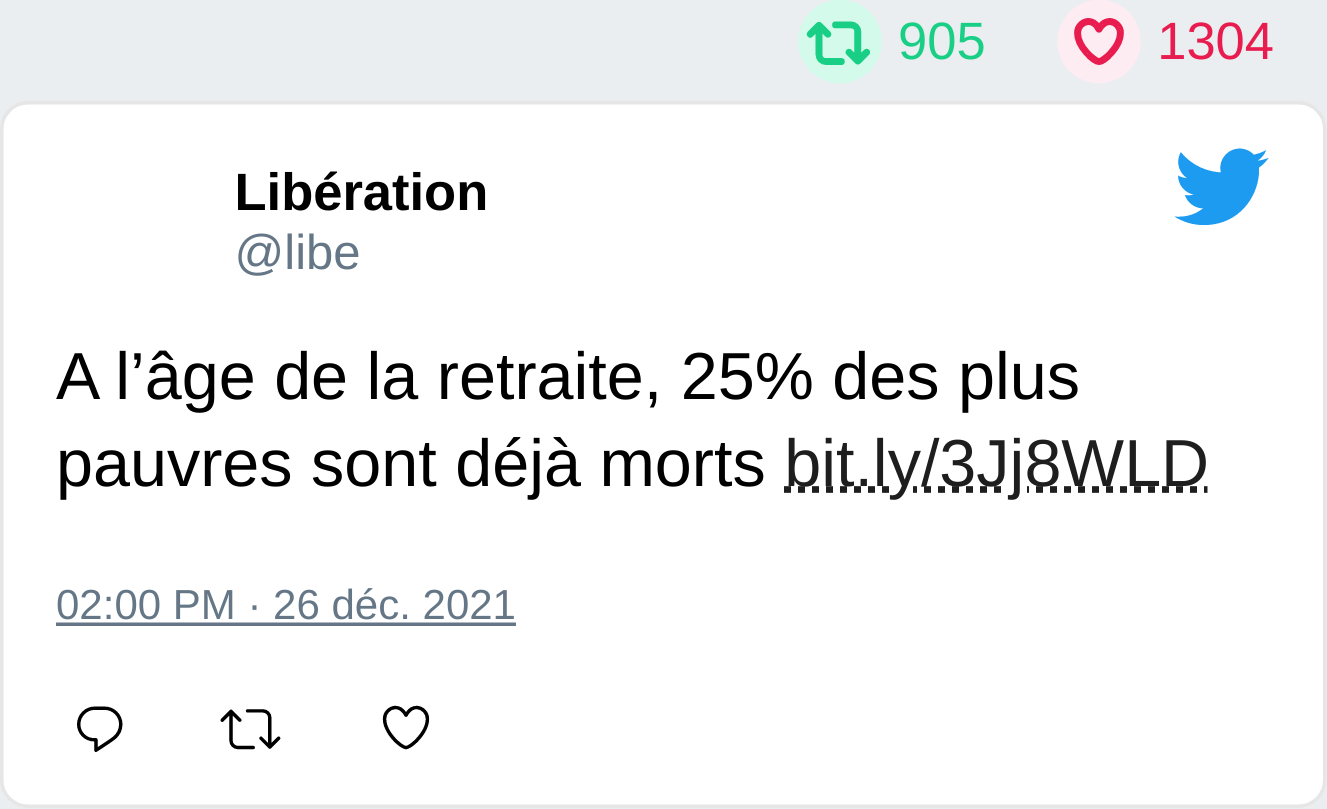 905 1304
Libération
@libe
A l’âge de la retraite, 25% des plus
pauvres sont déjà morts bit.ly/3Jj8WLD
02:00 PM · 26 déc. 2021